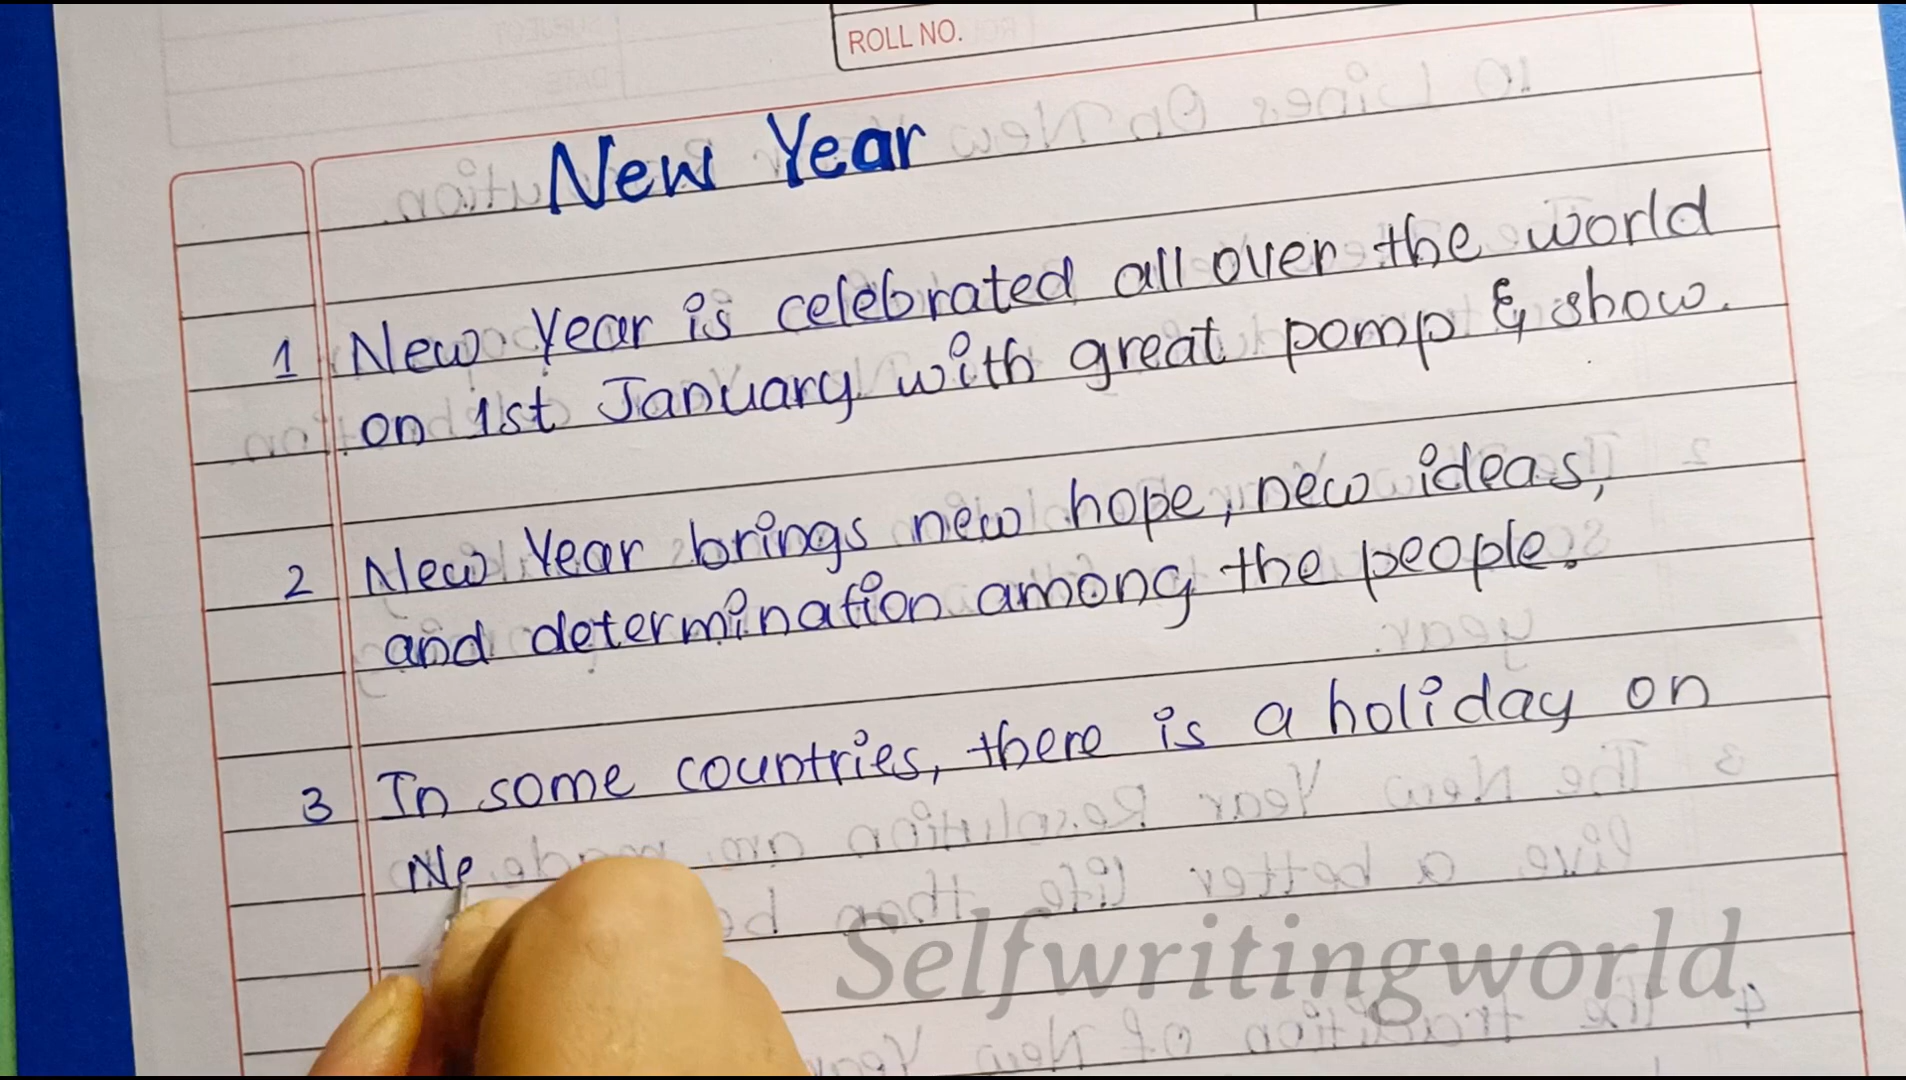 ROLL NO.
New Year
1 New Year is celebrated all over the world
on 1st January with great pomp & show.
2 New Year brings new hope, new ideas,
and determination among the people.
3 In some countries, there is a holiday on
Ne
Selfwritingworld